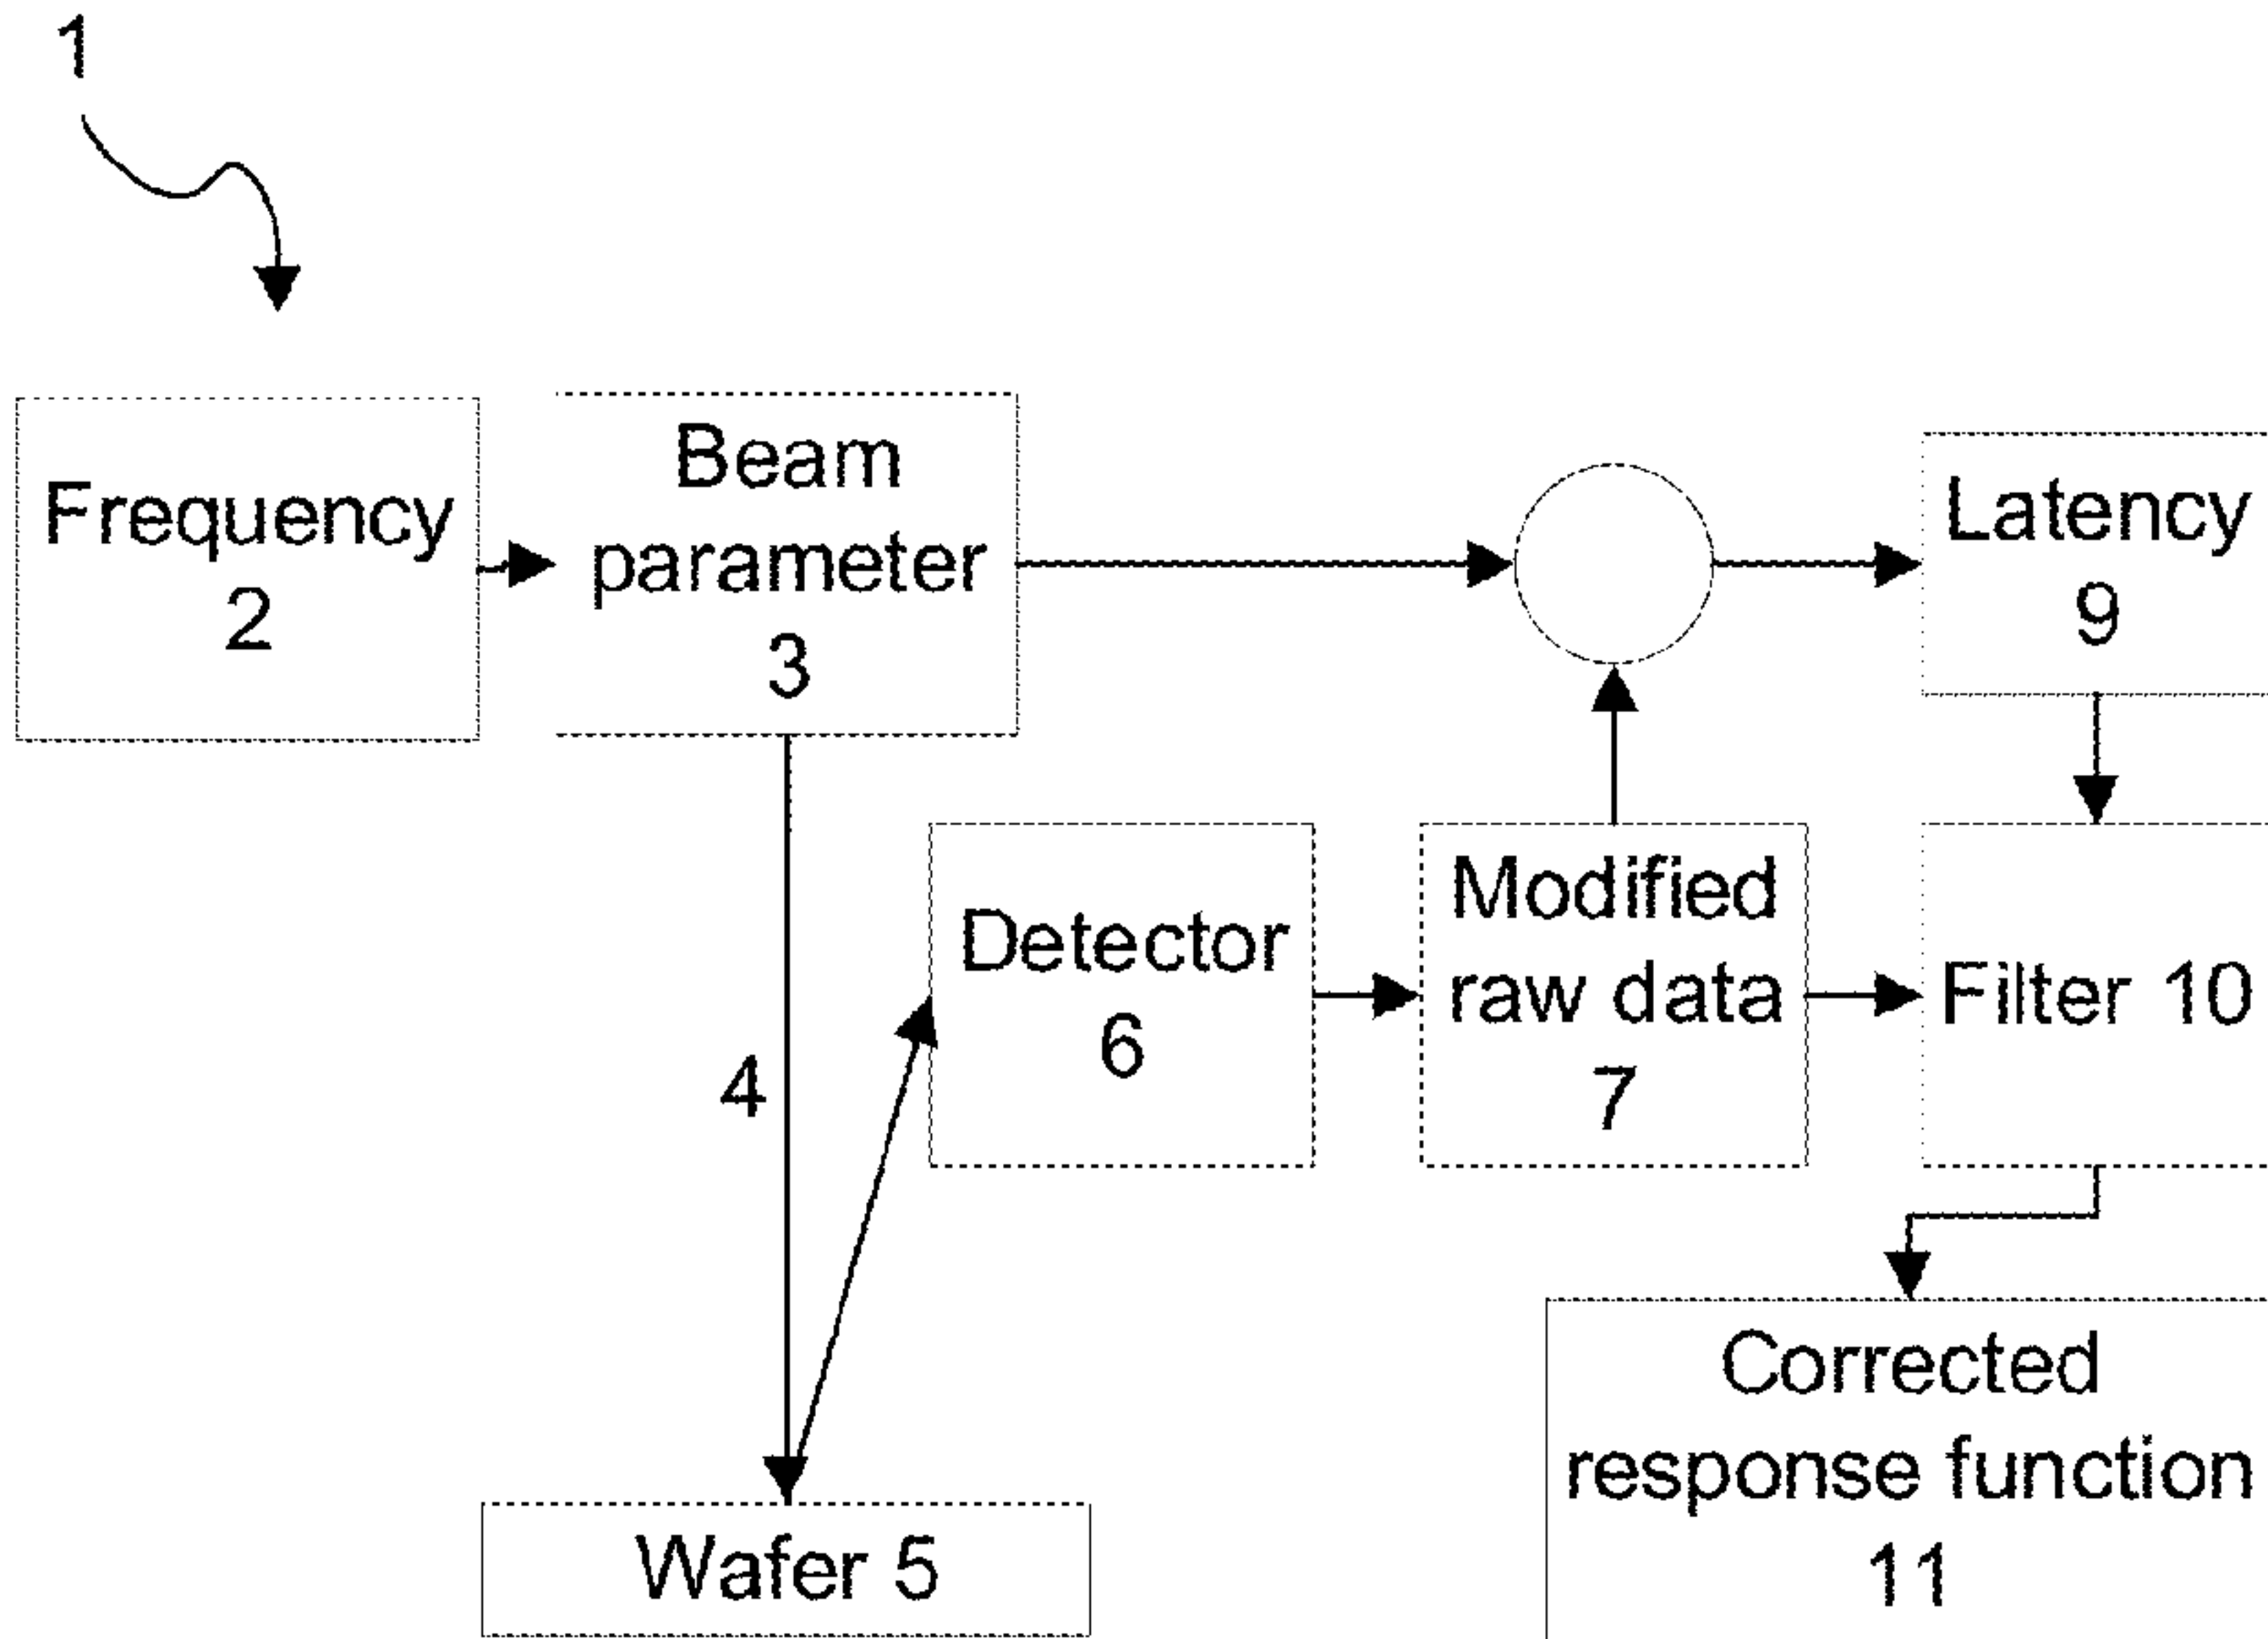 1
Frequency
2
Beam
parameter
3
Latency
9
4
Detector
6
Modified
raw data
7
Filter 10
Wafer 5
Corrected
response function
11